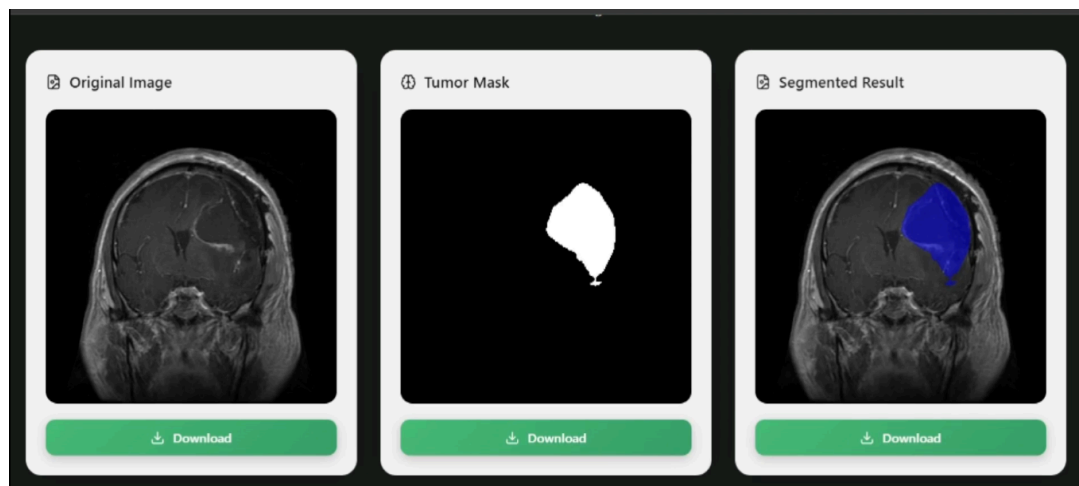 Original Image
Tumor Mask
Segmented Result
Download
Download
Download